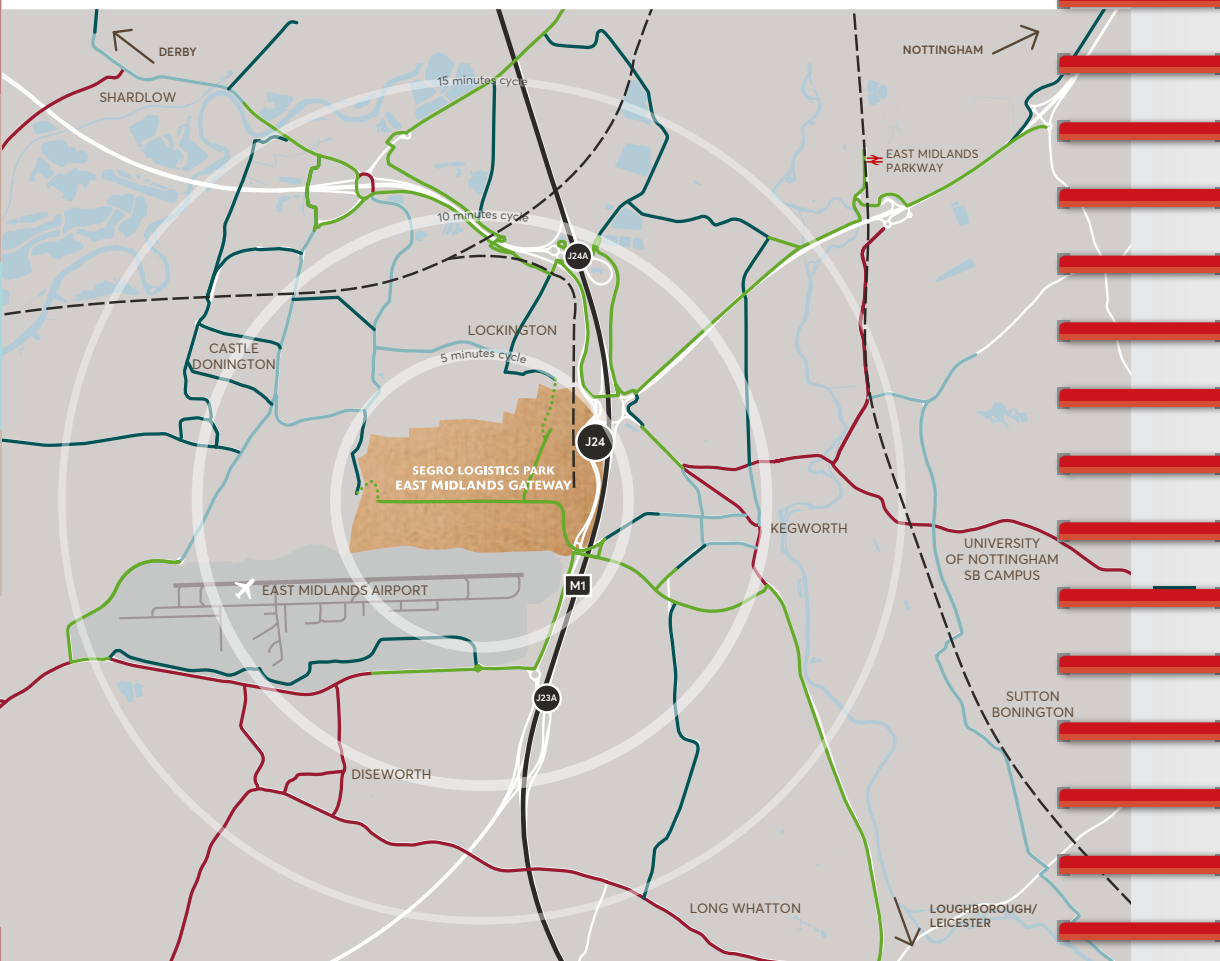 DERBY
NOTTINGHAM
15 minutes cycle
SHARDLOW
EAST MIDLANDS
PARKWAY
10 minutes cycle
J24A
LOCKINGTON
CASTLE
DONINGTON
5 minutes cycle
J24
SEGRO LOGISTICS PARK
EAST MIDLANDS GATEWAY
KEGWORTH
UNIVERSITY
OF NOTTINGHAM
SB CAMPUS
EAST MIDLANDS AIRPORT
M1
J23A
SUTTON
BONINGTON
DISEWORTH
LONG WHATTON
LOUGHBOROUGH/
LEICESTER